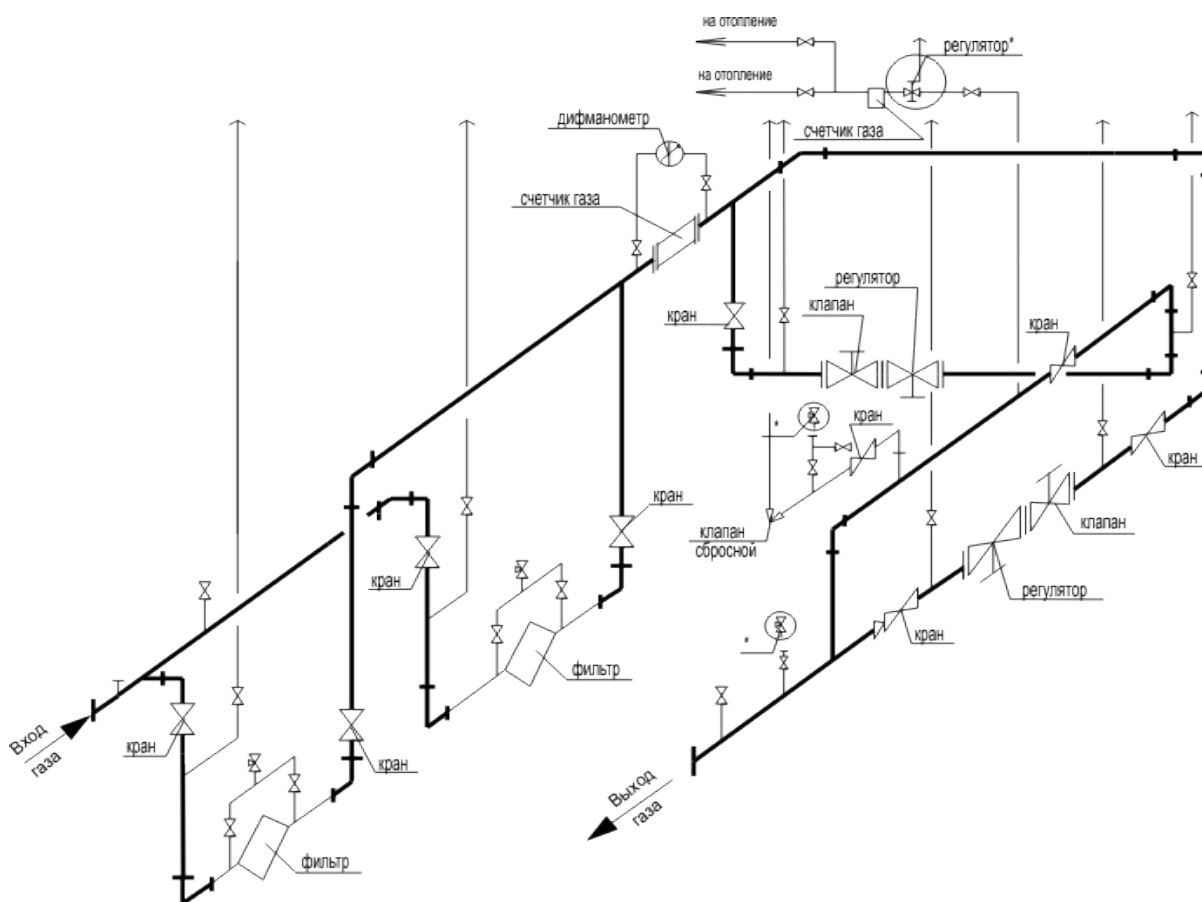 на отопление
регулятор*
на отопление
дифманометр
счетчик газа
счетчик газа
регулятор
клапан
кран
кран
*
кран
кран
кран
клапан
клапан
сбросной
кран
регулятор
*
кран
фильтр
Вход
газа
кран
кран
Выход
газа
фильтр